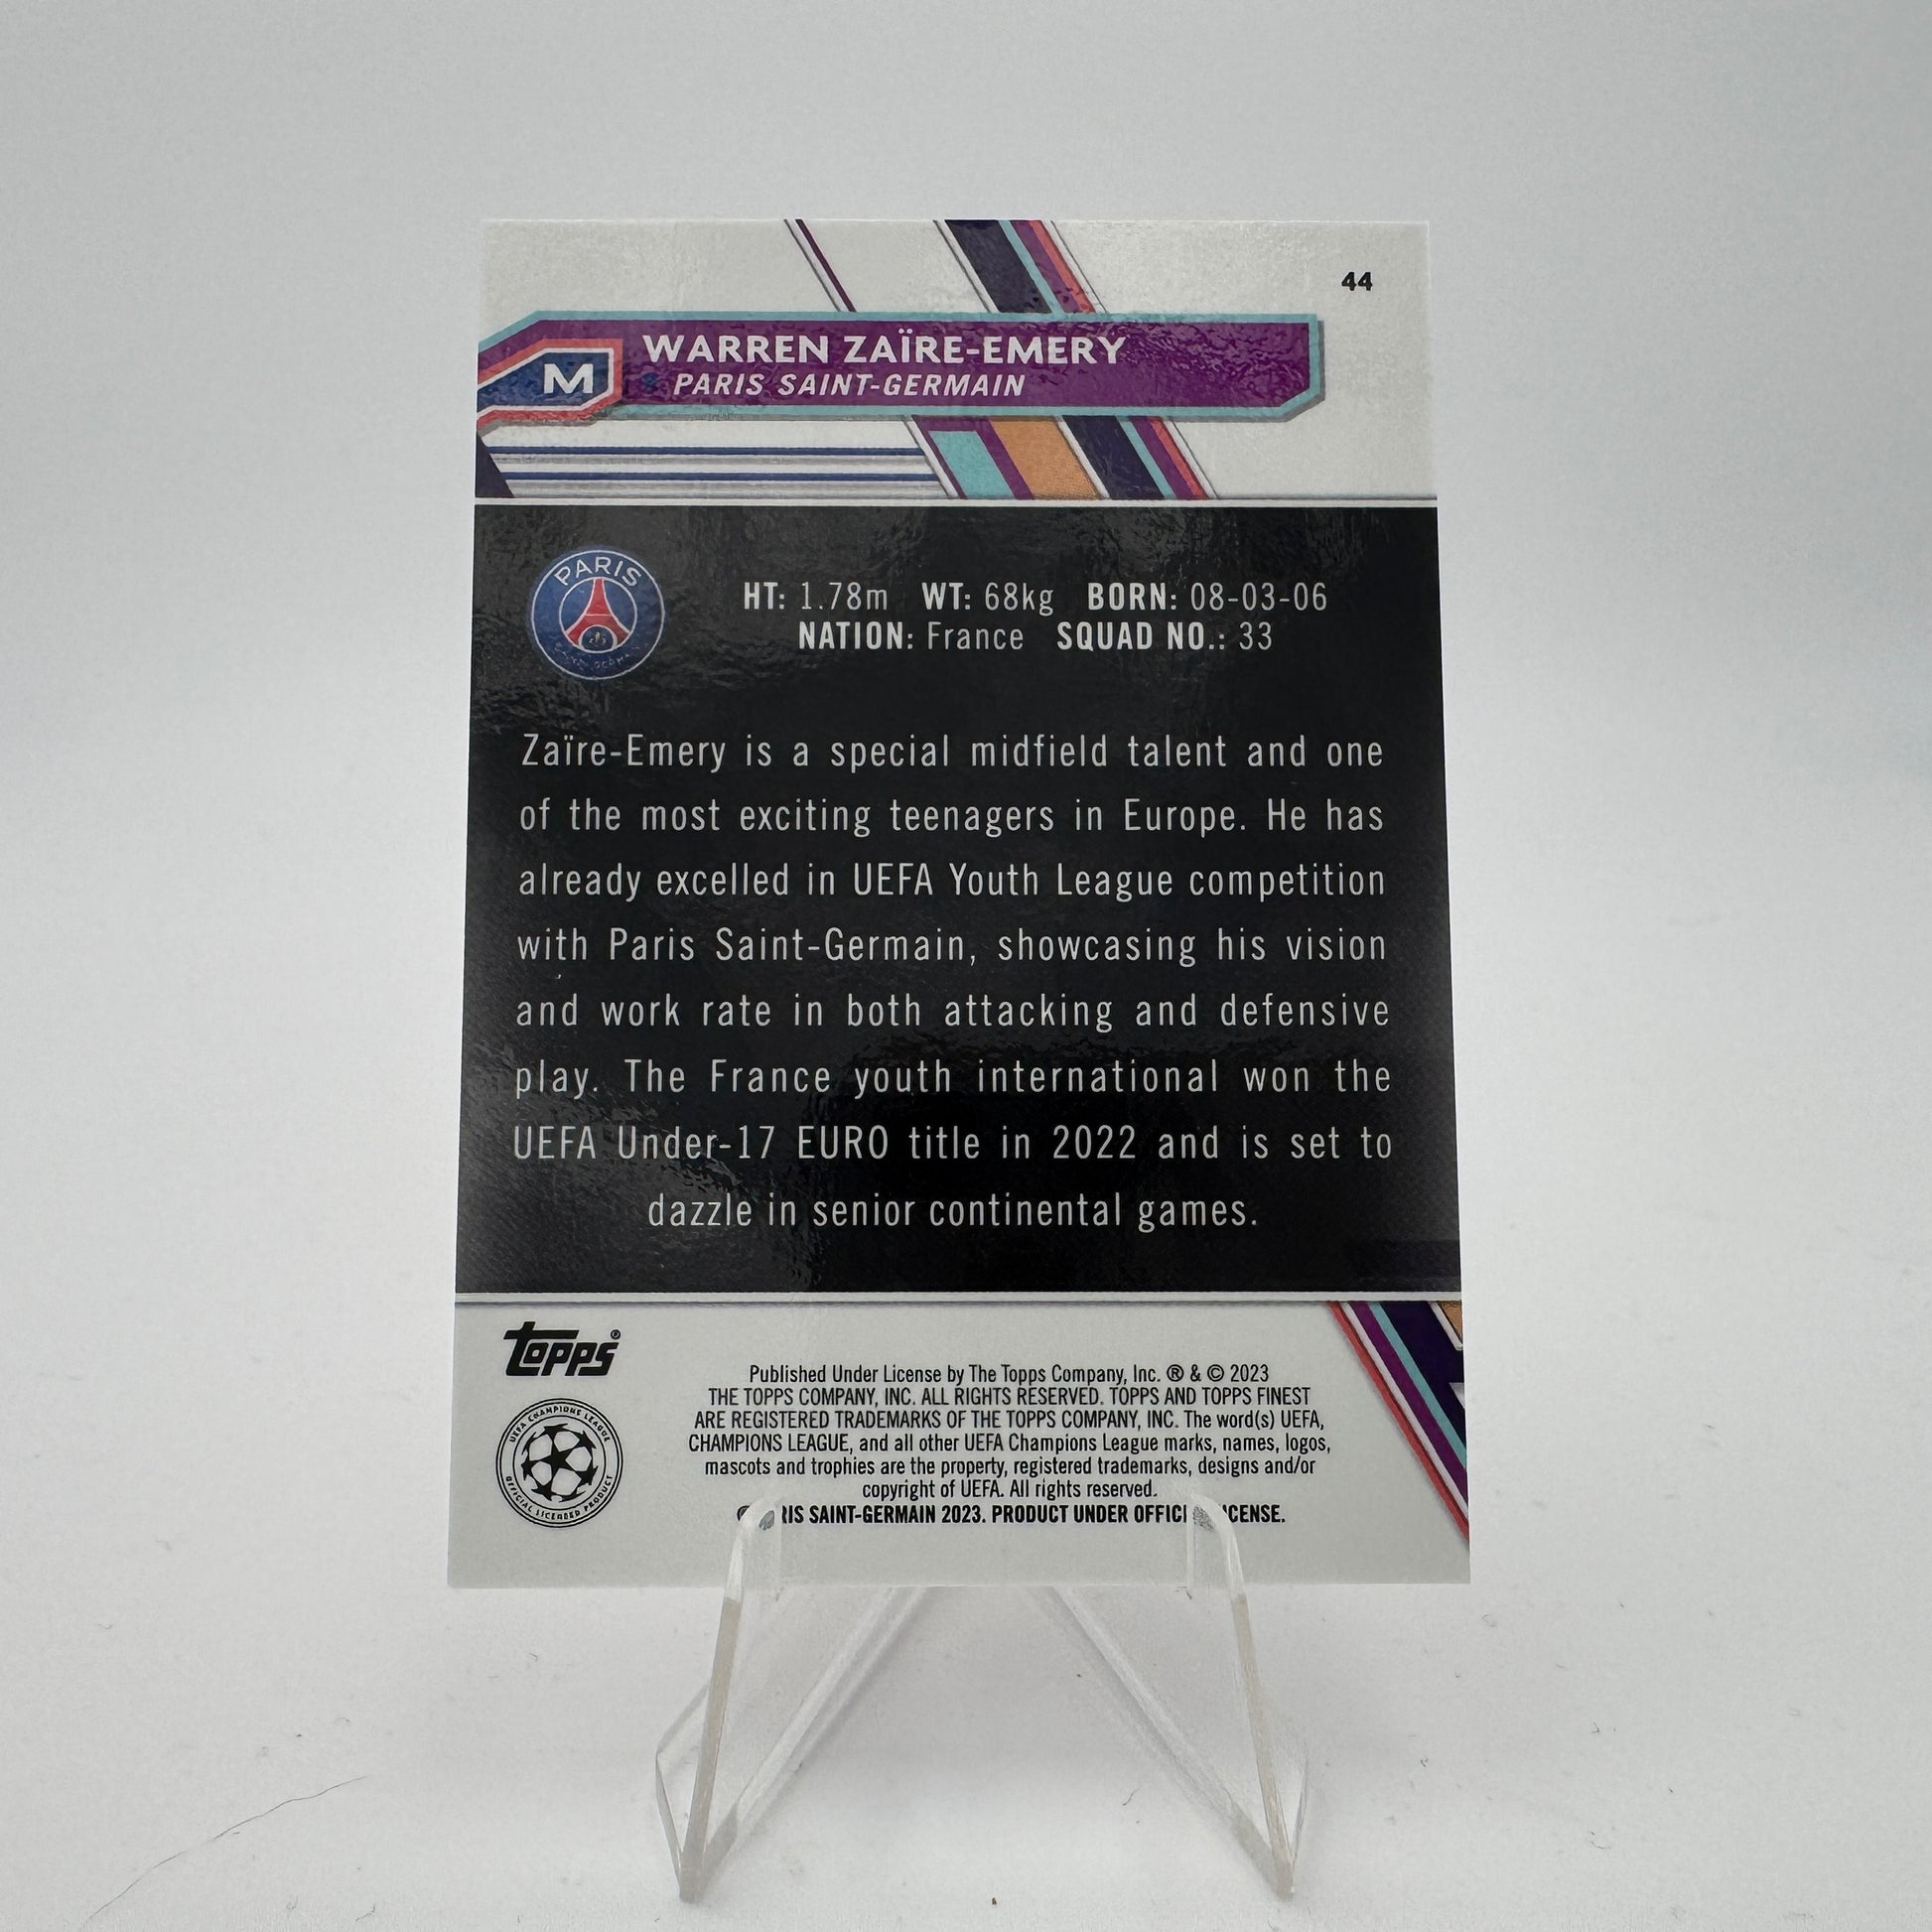 44
WARREN ZAÏRE-EMERY
M
PARIS SAINT-GERMAIN
PARIS
HT: 1.78m WT: 68kg BORN: 08-03-06
NATION: France SQUAD NO.: 33
Zaïre-Emery is a special midfield talent and one
of the most exciting teenagers in Europe. He has
already excelled in UEFA Youth League competition
with Paris Saint-Germain, showcasing his vision
and work rate in both attacking and defensive
play. The France youth international won the
UEFA Under-17 EURO title in 2022 and is set to
dazzle in senior continental games.
Topps®
Published Under License by The Topps Company, Inc. ® & © 2023
THE TOPPS COMPANY, INC. ALL RIGHTS RESERVED. TOPPS AND TOPPS FINEST
ARE REGISTERED TRADEMARKS OF THE TOPPS COMPANY, INC. The word(s) UEFA,
CHAMPIONS LEAGUE, and all other UEFA Champions League marks, names, logos,
mascots and trophies are the property, registered trademarks, designs and/or
copyright of UEFA. All rights reserved.
SAINT-GERMAIN 2023. PRODUCT UNDER
UEFA CHAMPIONS LEAGUE
OFFICIAL LICENSED PRODUCT